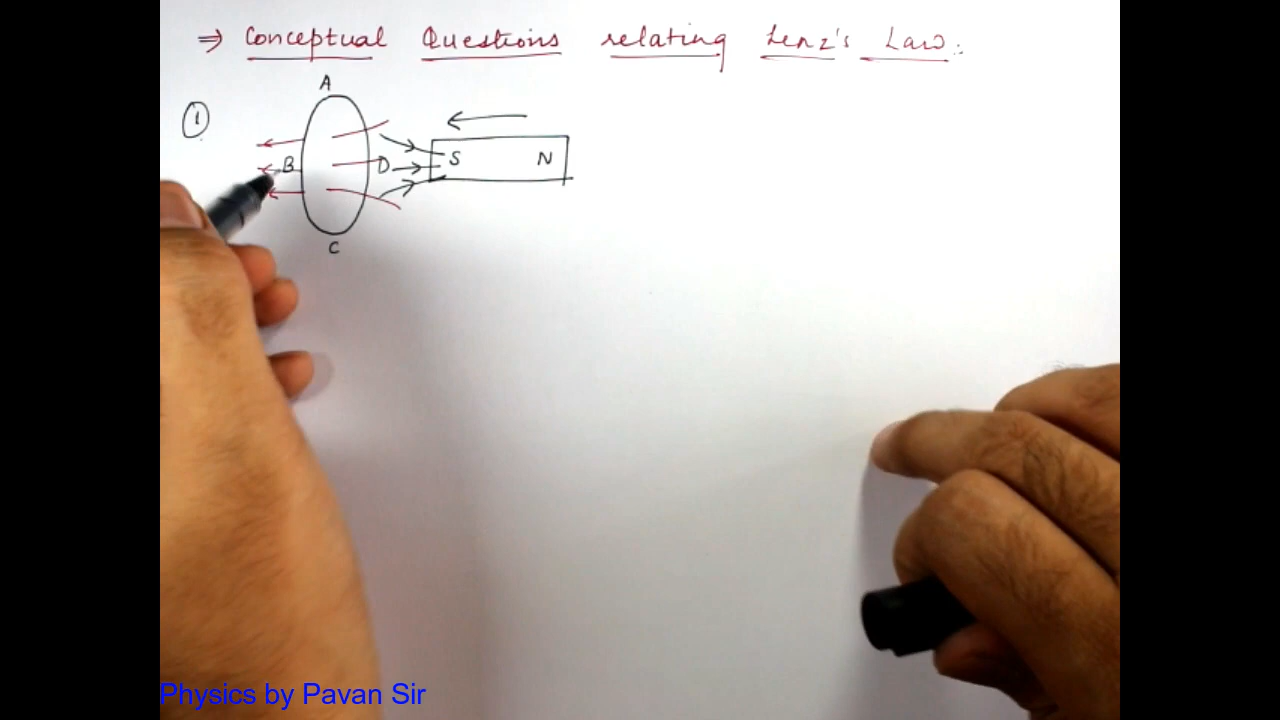 ⇒ Conceptual Questions relating Lenz's Law:
A
1
B D S N
C
Physics by Pavan Sir